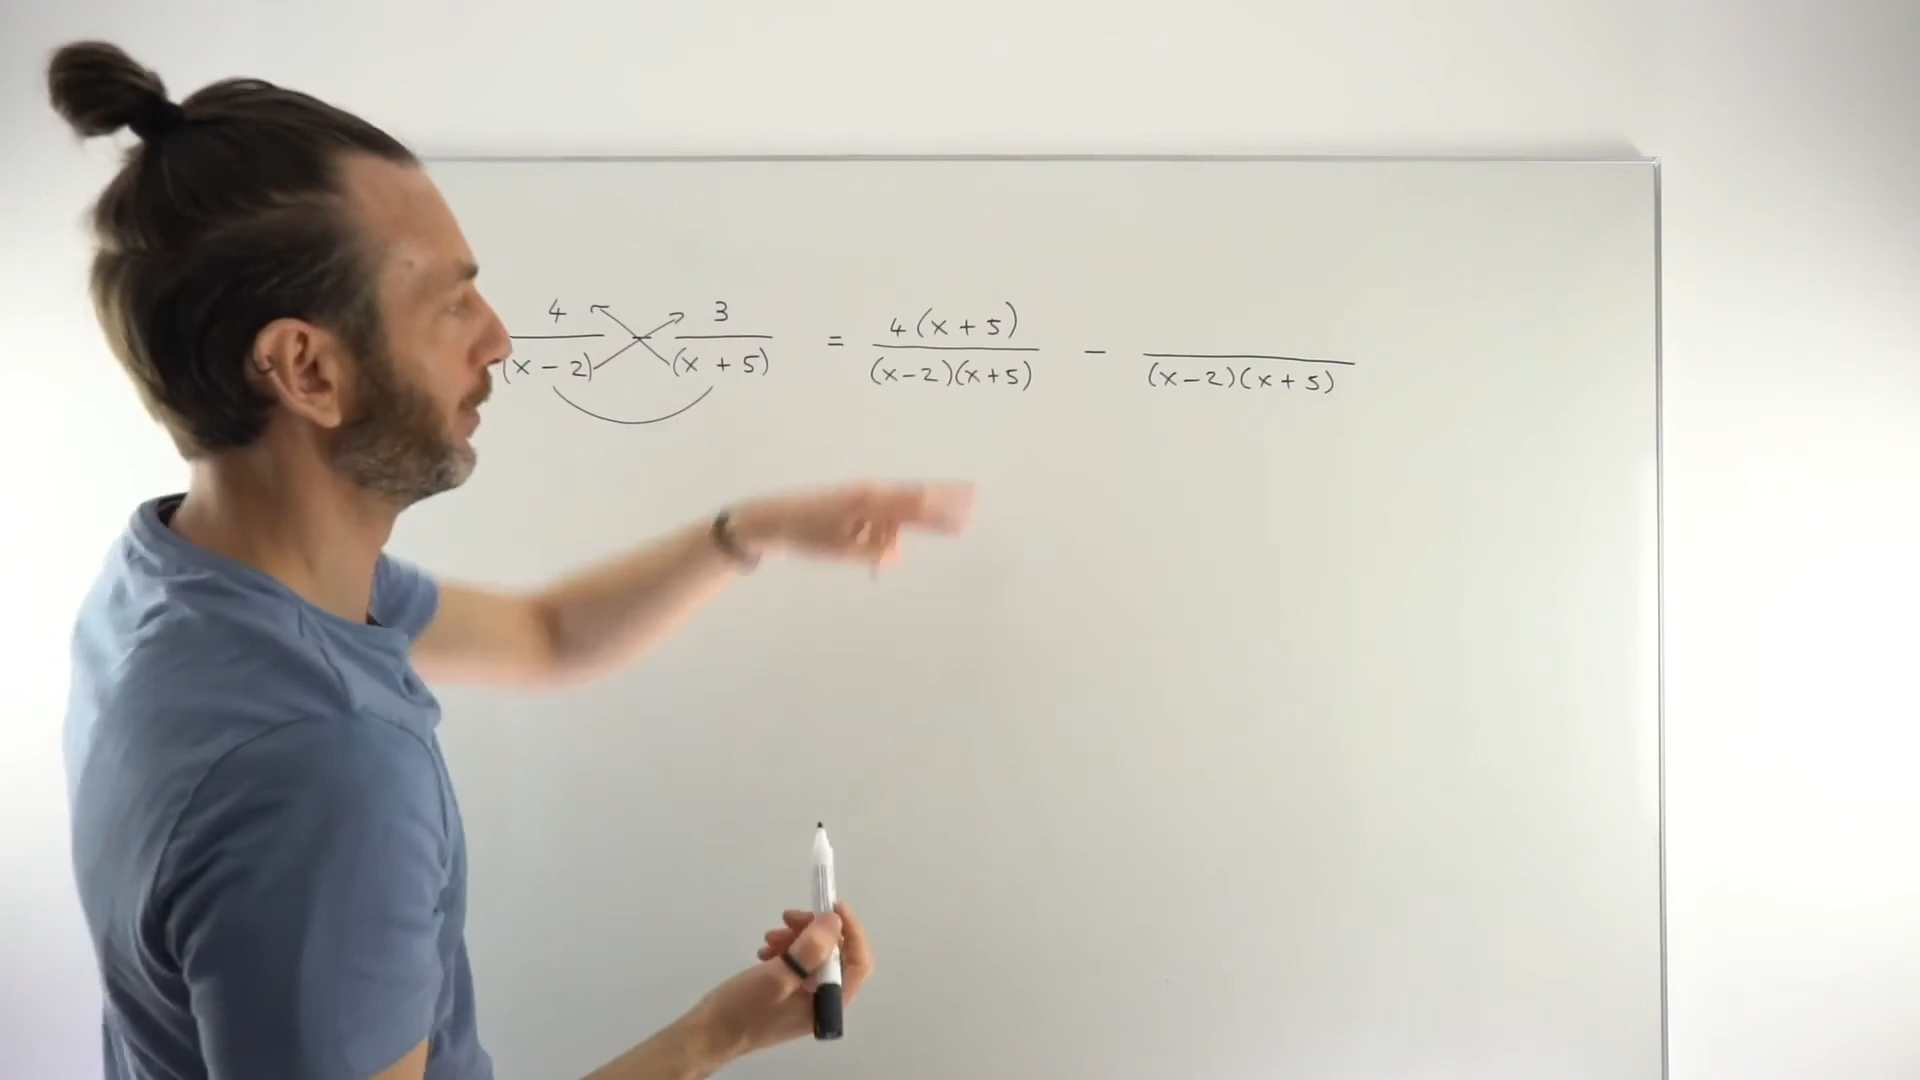 4/(x - 2) - 3/(x + 5) = 4(x + 5)/(x-2)(x+5) - /(x-2)(x+5)